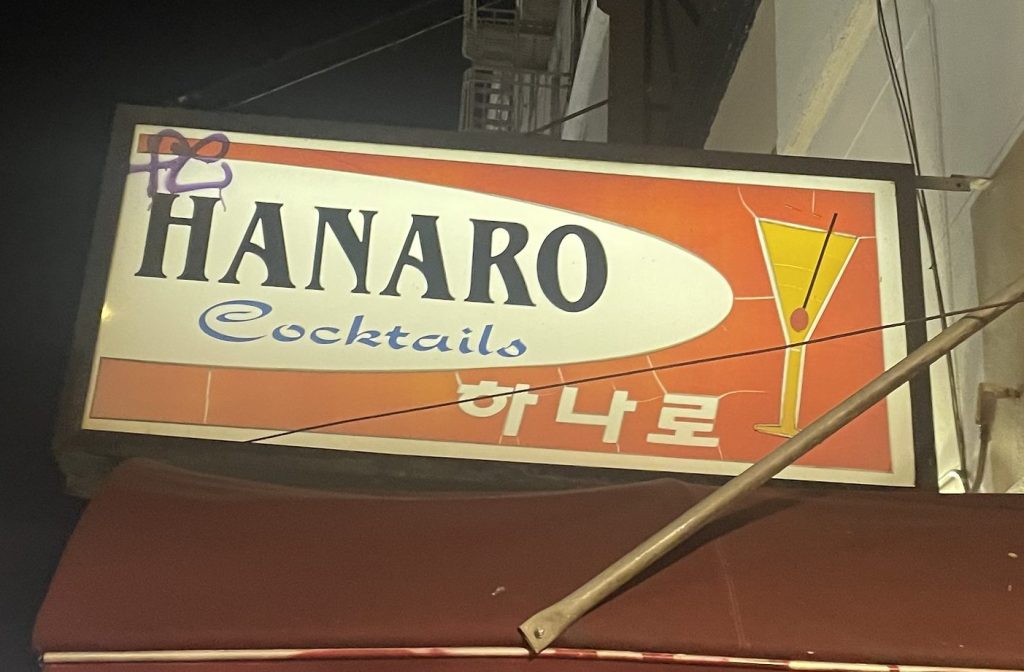 HANARO
Cocktails
하나로